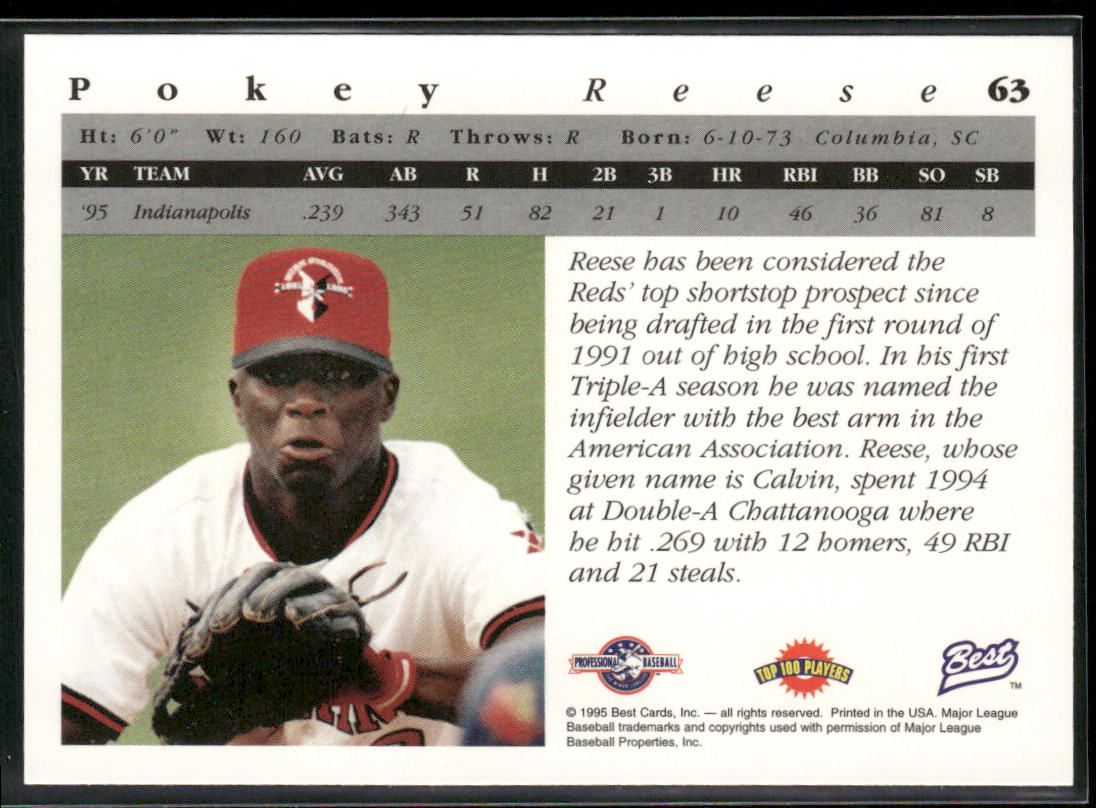 Pokey Reese 63
Ht: 6'0" Wt: 160 Bats: R Throws: R Born: 6-10-73 Columbia, SC
YR TEAM AVG AB R H 2B 3B HR RBI BB SO SB
'95 Indianapolis .239 343 51 82 21 1 10 46 36 81 8
Reese has been considered the
Reds' top shortstop prospect since
being drafted in the first round of
1991 out of high school. In his first
Triple-A season he was named the
infielder with the best arm in the
American Association. Reese, whose
given name is Calvin, spent 1994
at Double-A Chattanooga where
he hit .269 with 12 homers, 49 RBI
and 21 steals.
PROFESSIONAL BASEBALL
TOP 100 PLAYERS
Best TM
© 1995 Best Cards, Inc. — all rights reserved. Printed in the USA. Major League
Baseball trademarks and copyrights used with permission of Major League
Baseball Properties, Inc.